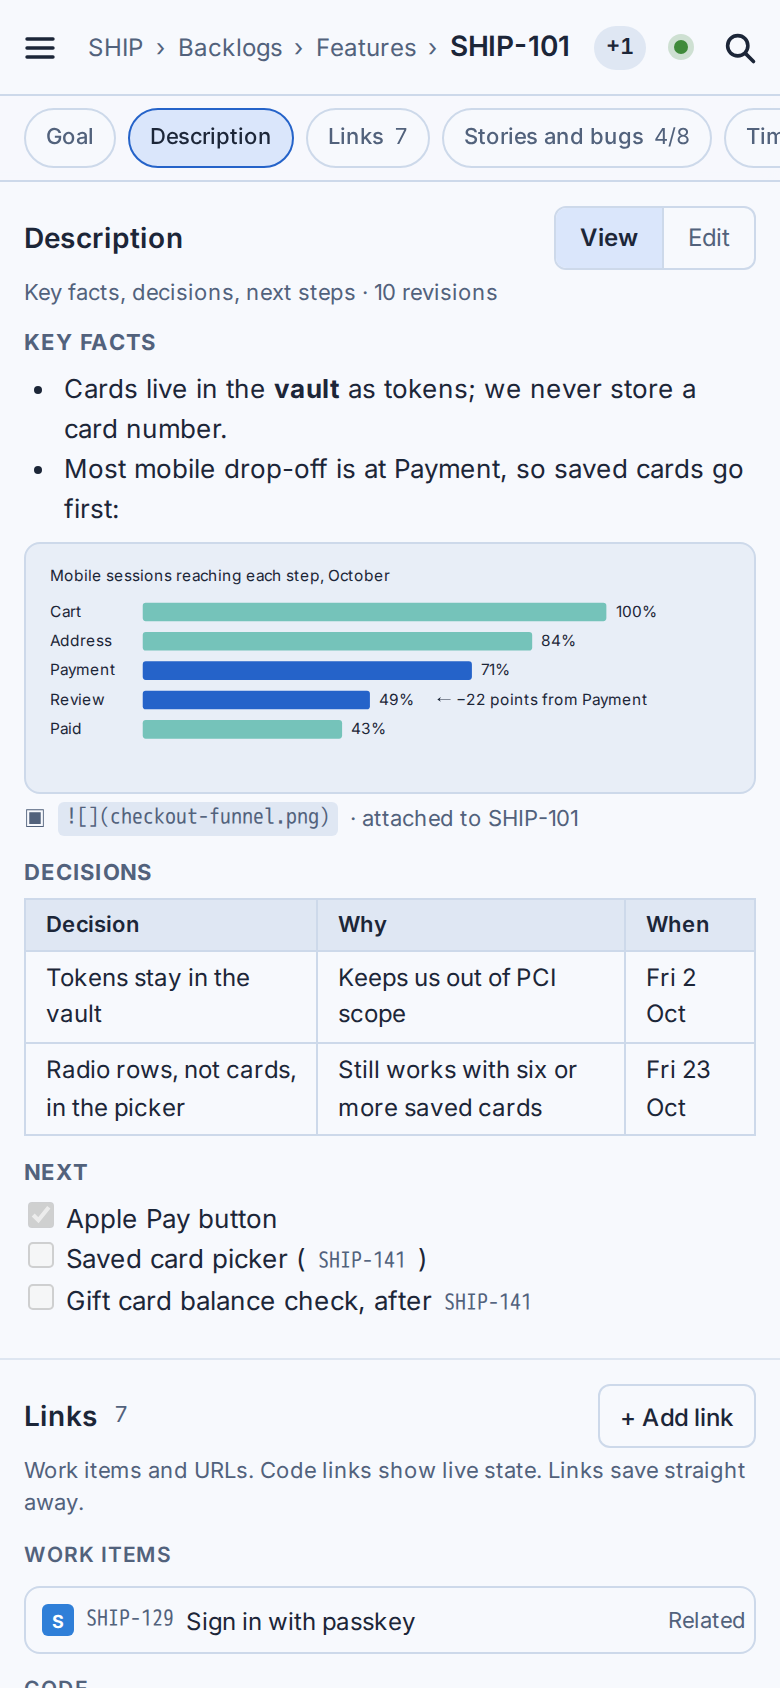 SHIP › Backlogs › Features › SHIP-101 +1
Goal Description Links 7 Stories and bugs 4/8
Description View Edit
Key facts, decisions, next steps · 10 revisions
KEY FACTS
• Cards live in the vault as tokens; we never store a
card number.
• Most mobile drop-off is at Payment, so saved cards go
first:
Mobile sessions reaching each step, October
Cart 100%
Address 84%
Payment 71%
Review 49% ← −22 points from Payment
Paid 43%
![](checkout-funnel.png) · attached to SHIP-101
DECISIONS
Decision Why When
Tokens stay in the Keeps us out of PCI Fri 2
vault scope Oct
Radio rows, not cards, Still works with six or Fri 23
in the picker more saved cards Oct
NEXT
Apple Pay button
Saved card picker ( SHIP-141 )
Gift card balance check, after SHIP-141
Links 7 + Add link
Work items and URLs. Code links show live state. Links save straight
away.
WORK ITEMS
S SHIP-129 Sign in with passkey Related
CODE